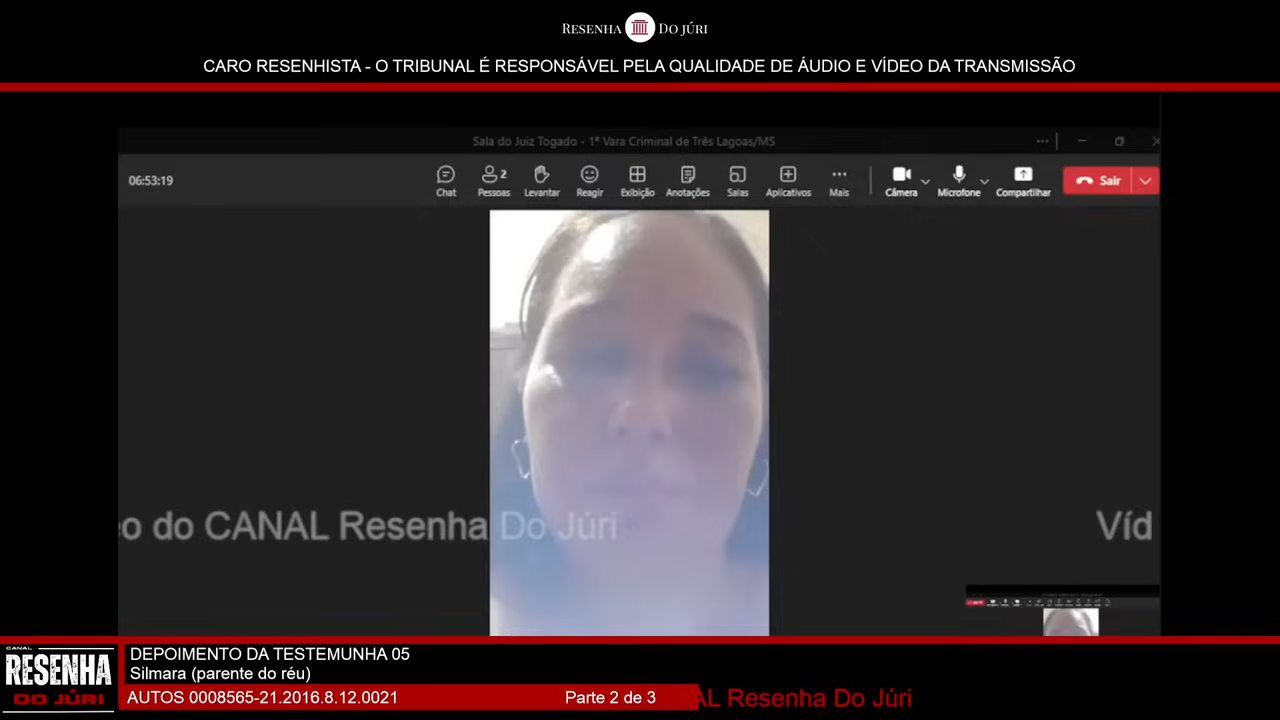 RESENHA DO JÚRI
CARO RESENHISTA - O TRIBUNAL É RESPONSÁVEL PELA QUALIDADE DE ÁUDIO E VÍDEO DA TRANSMISSÃO
Sala do Juiz Togado - 1ª Vara Criminal de Três Lagoas/MS
06:53:19
Chat
Pessoas 2
Levantar
Reagir
Exibição
Anotações
Salas
Aplicativos
Mais
Câmera
Microfone
Compartilhar
Sair
eo do CANAL Resenha Do Júri
Víd
CANAL
RESENHA
DO JÚRI
DEPOIMENTO DA TESTEMUNHA 05
Silmara (parente do réu)
AUTOS 0008565-21.2016.8.12.0021
Parte 2 de 3
AL Resenha Do Júri